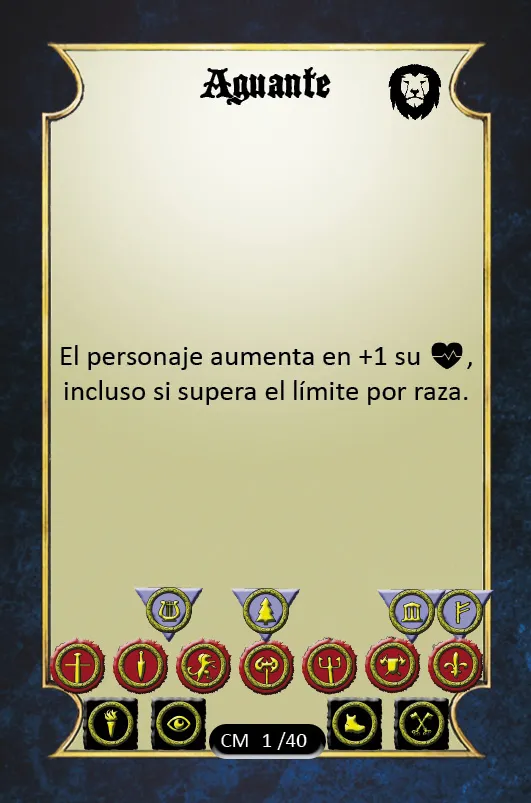 Aguante
El personaje aumenta en +1 su ,
incluso si supera el límite por raza.
CM 1 /40